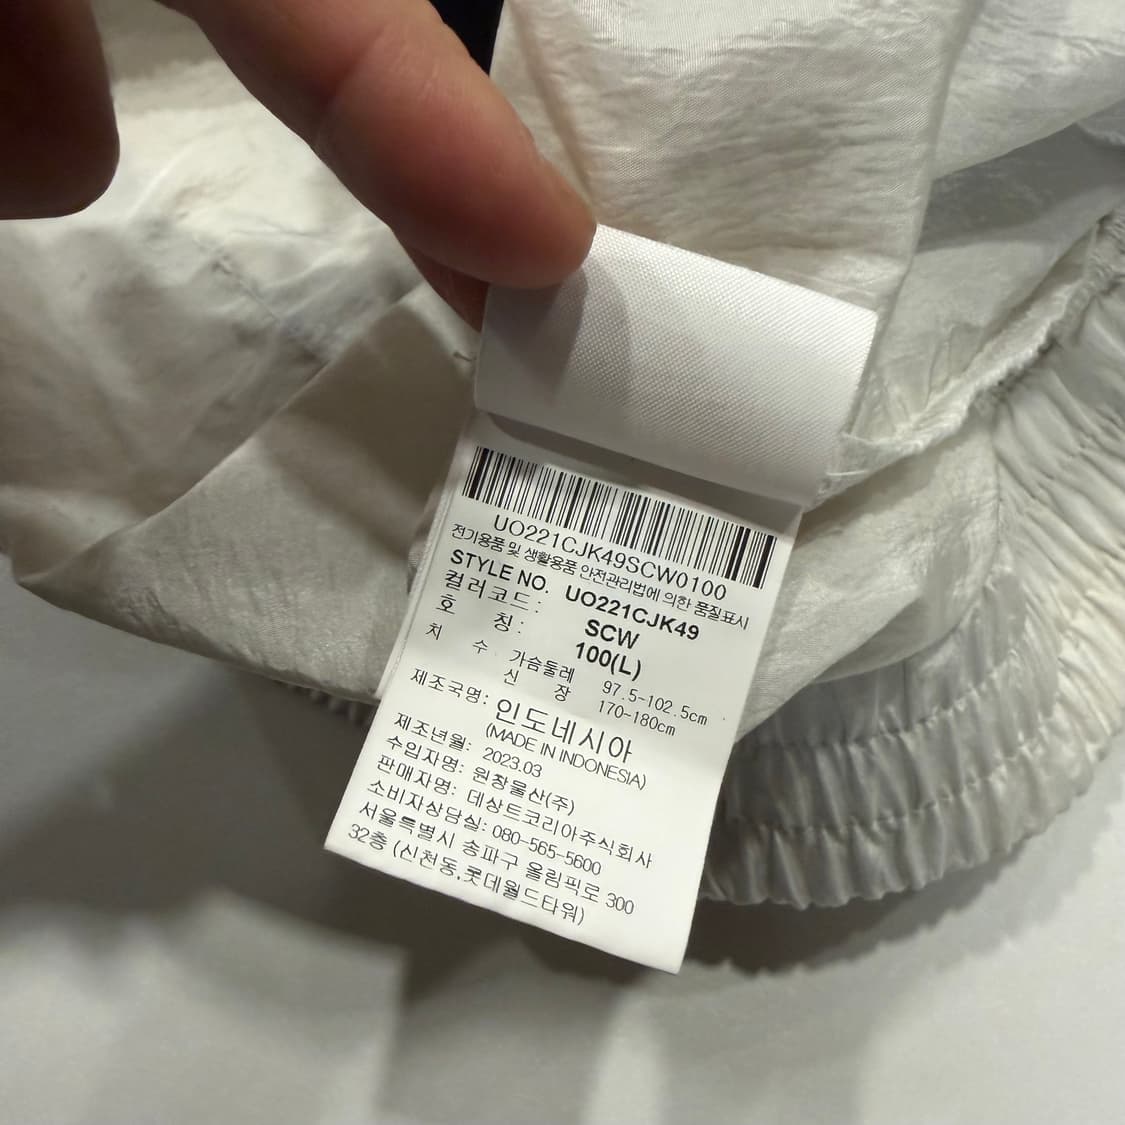 UO221CJK49SCW0100
전기용품 및 생활용품 안전관리법에 의한 품질표시
STYLE NO. UO221CJK49
컬러코드: SCW
호 칭: 100(L)
치 수 가슴둘레 97.5-102.5cm
신 장 170-180cm
제조국명: 인도네시아
(MADE IN INDONESIA)
제조년월: 2023.03
수입자명: 원창물산(주)
판매자명: 데상트코리아주식회사
소비자상담실: 080-565-5600
서울특별시 송파구 올림픽로 300
32층 (신천동,롯데월드타워)